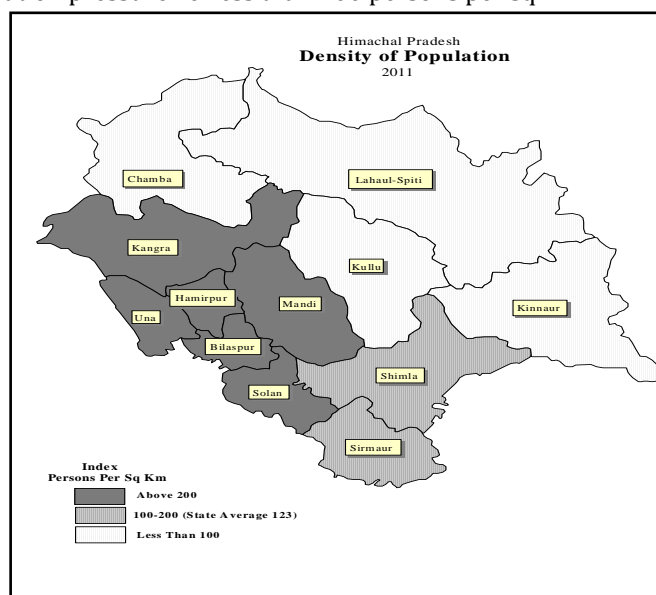 Himachal Pradesh
Density of Population
2011
Chamba
Lahaul-Spiti
Kangra
Kullu
Kinnaur
Hamirpur
Mandi
Una
Bilaspur
Shimla
Solan
Sirmaur
Index
Persons Per Sq Km
Above 200
100-200 (State Average 123)
Less Than 100